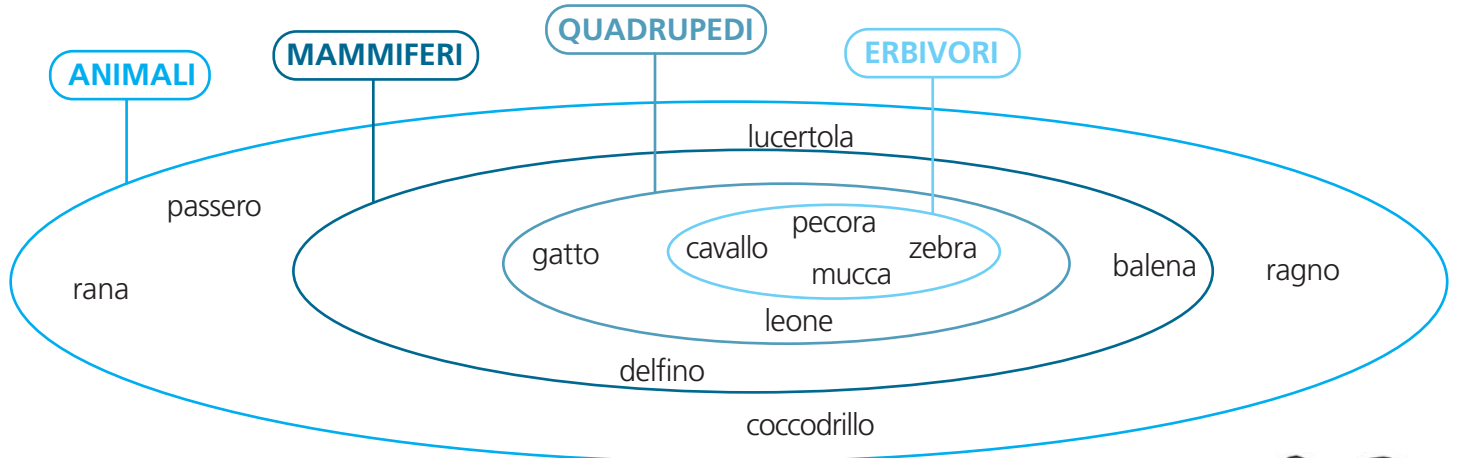 QUADRUPEDI
MAMMIFERI
ERBIVORI
ANIMALI
lucertola
passero
pecora
cavallo
zebra
gatto
mucca
balena
ragno
rana
leone
delfino
coccodrillo